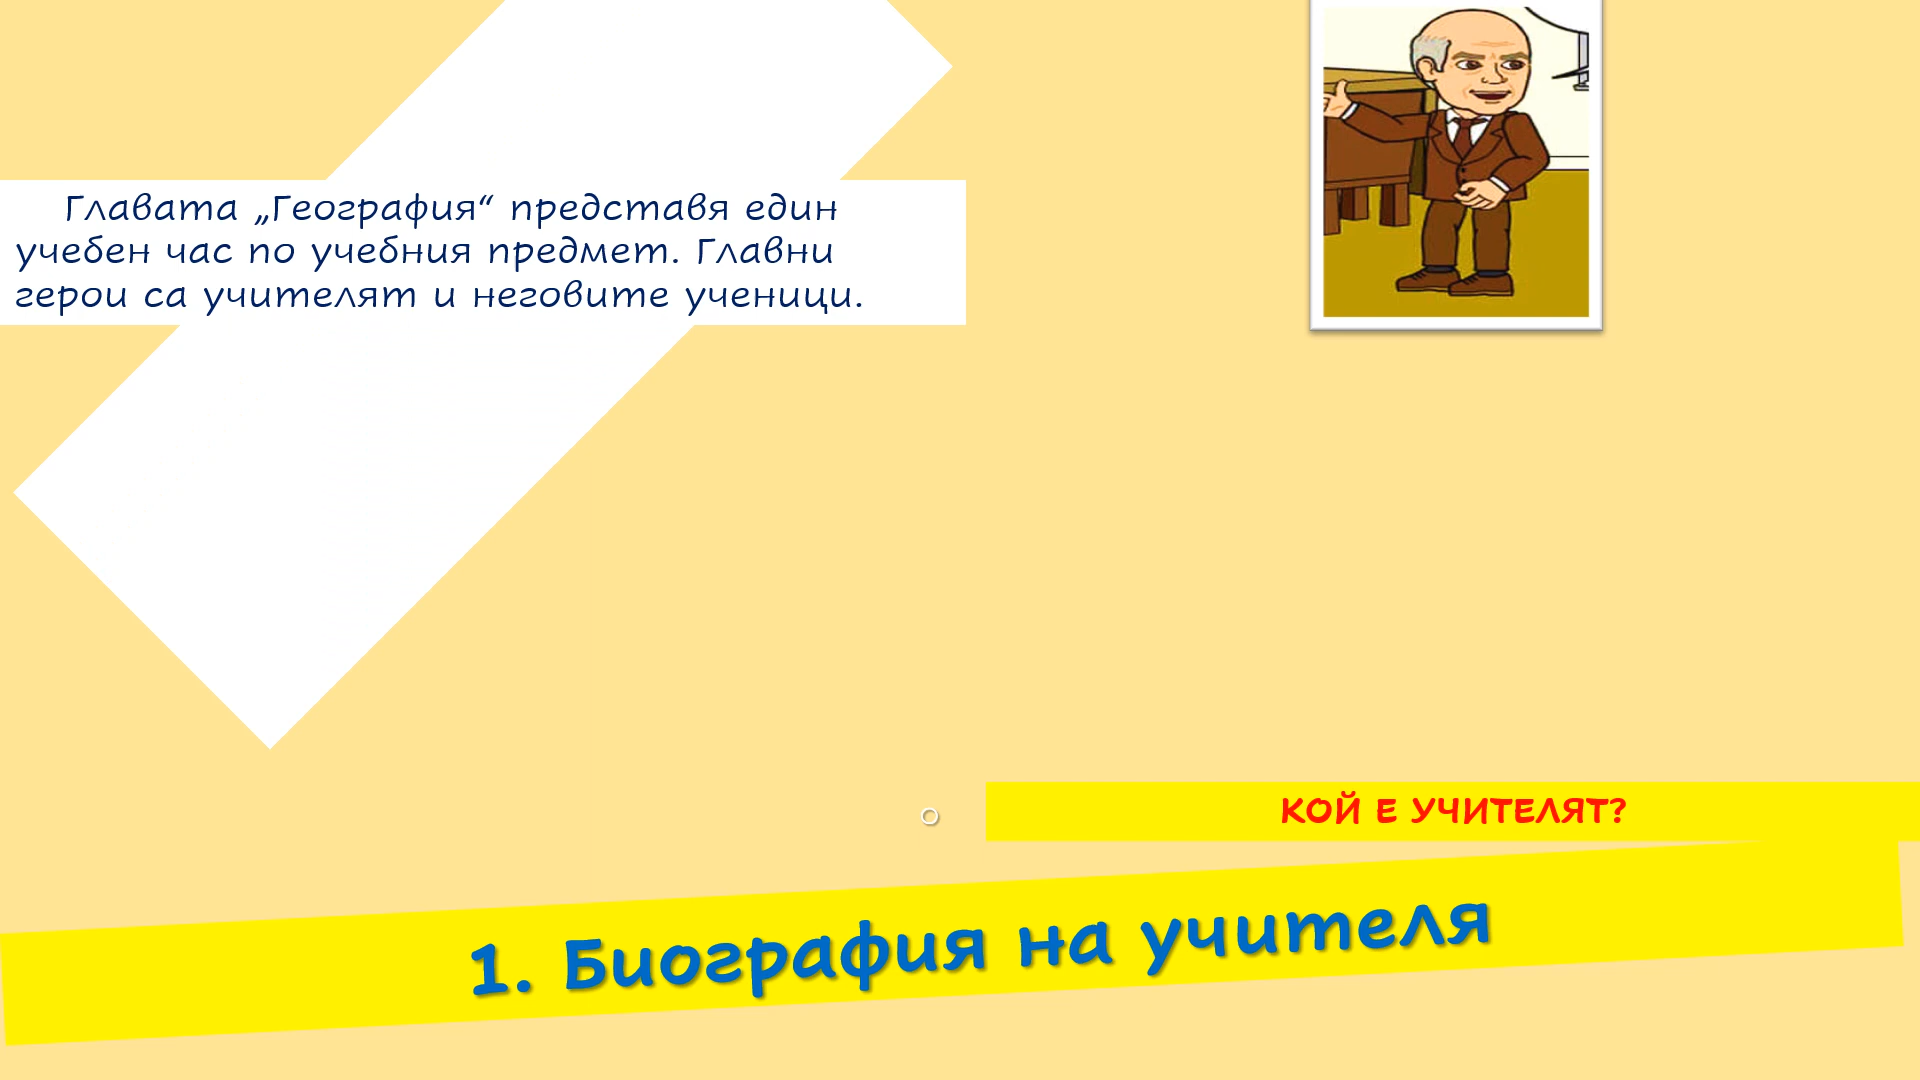 Главата „География“ представя един
учебен час по учебния предмет. Главни
герои са учителят и неговите ученици.
КОЙ Е УЧИТЕЛЯТ?
1. Биография на учителя